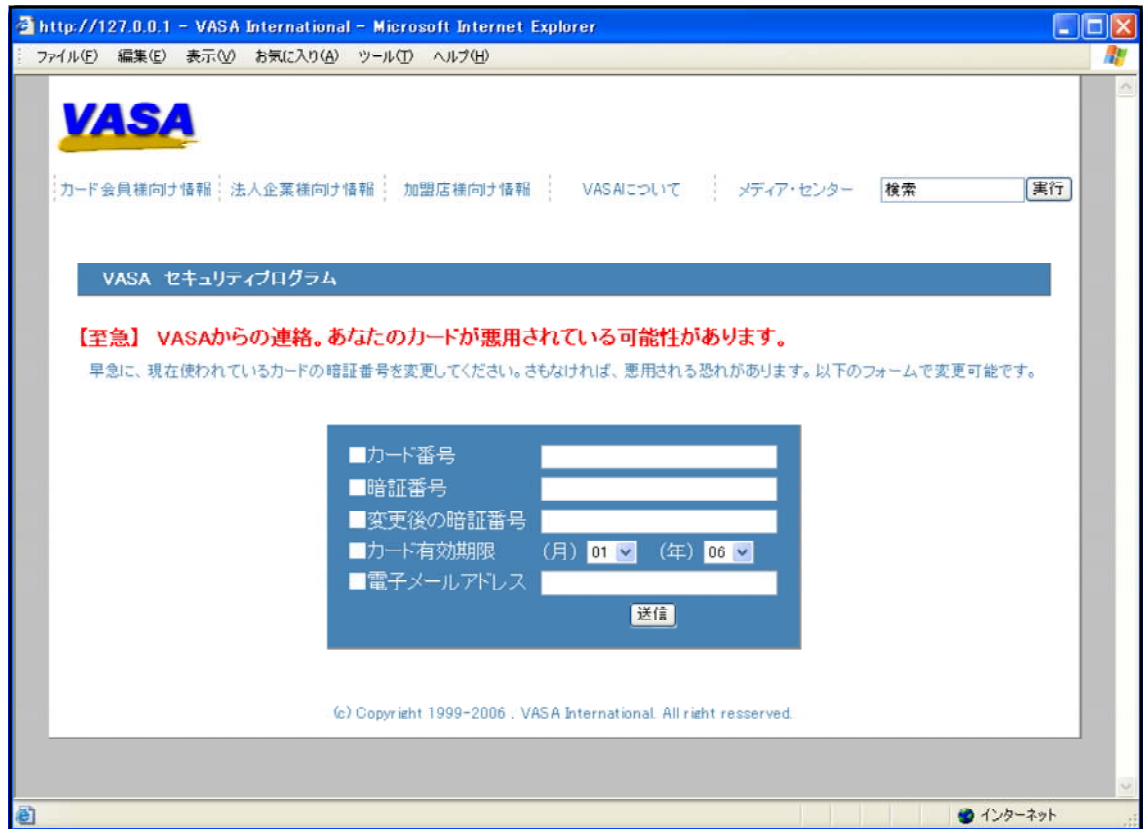 http://127.0.0.1 - VASA International - Microsoft Internet Explorer
ファイル(F) 編集(E) 表示(V) お気に入り(A) ツール(T) ヘルプ(H)
VASA
カード会員様向け情報 法人企業様向け情報 加盟店様向け情報 VASAについて メディア・センター 検索 実行
VASA セキュリティプログラム
【至急】 VASAからの連絡。あなたのカードが悪用されている可能性があります。
早急に、現在使われているカードの暗証番号を変更してください。さもなければ、悪用される恐れがあります。以下のフォームで変更可能です。
■カード番号
■暗証番号
■変更後の暗証番号
■カード有効期限 (月) 01 (年) 06
■電子メールアドレス
送信
(c) Copyright 1999-2006 . VASA International. All right resserved.
インターネット